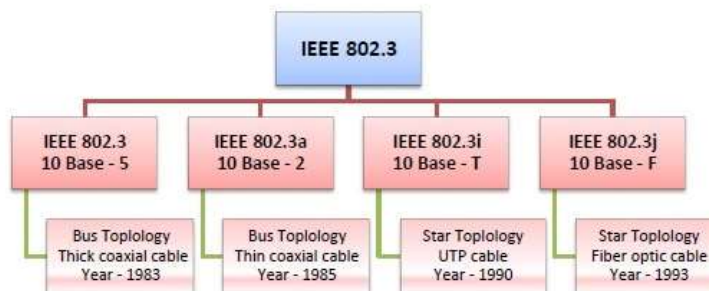 IEEE 802.3
IEEE 802.3
10 Base - 5
IEEE 802.3a
10 Base - 2
IEEE 802.3i
10 Base - T
IEEE 802.3j
10 Base - F
Bus Toplology
Thick coaxial cable
Year - 1983
Bus Toplology
Thin coaxial cable
Year - 1985
Star Toplology
UTP cable
Year - 1990
Star Toplology
Fiber optic cable
Year - 1993